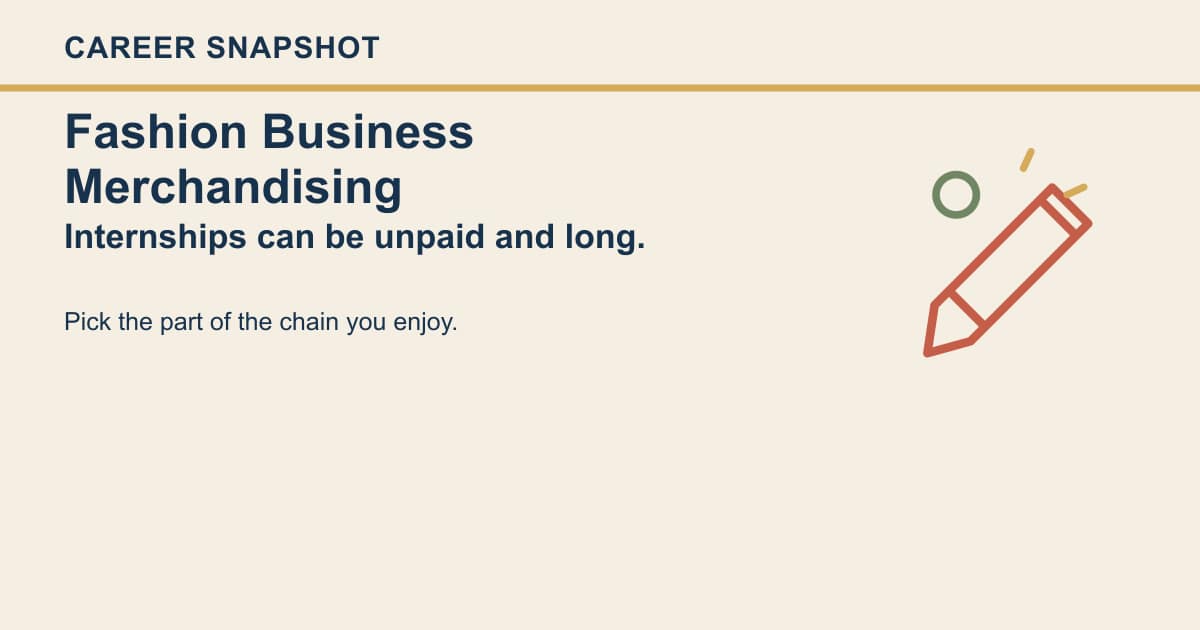 CAREER SNAPSHOT
Fashion Business
Merchandising
Internships can be unpaid and long.
Pick the part of the chain you enjoy.